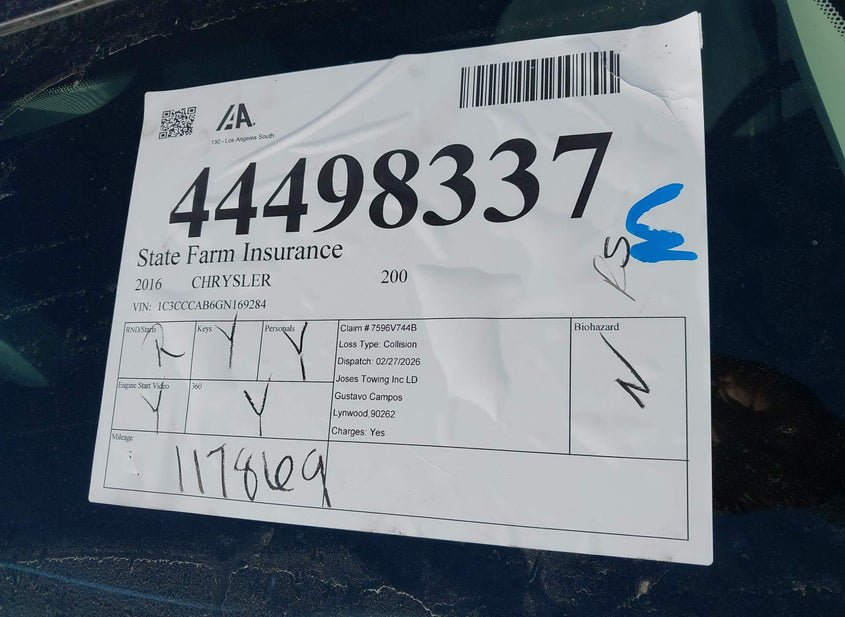 IAA
130 - Los Angeles South
44498337
State Farm Insurance
2016 CHRYSLER 200
VIN: 1C3CCCAB6GN169284
RS
RND/Starts Keys Personals
R Y Y
Engine Start Video 360
Y Y
Claim # 7596V744B
Loss Type: Collision
Dispatch: 02/27/2026
Joses Towing Inc LD
Gustavo Campos
Lynwood,90262
Charges: Yes
Biohazard
N
Mileage
117869